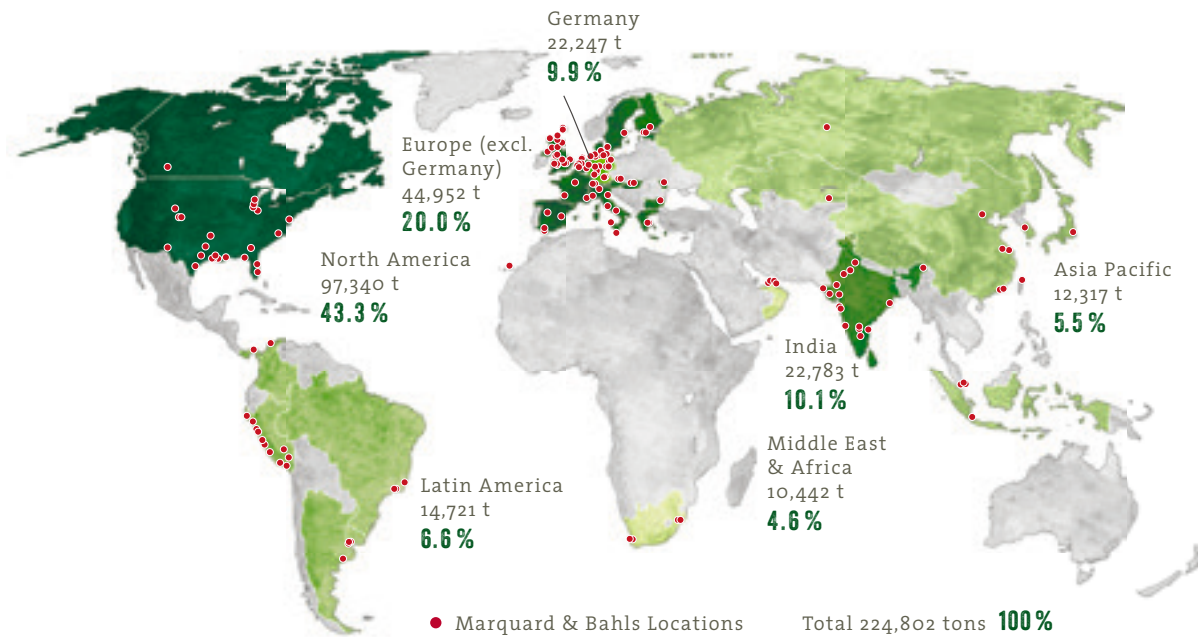 Germany
22,247 t
9.9 %
Europe (excl.
Germany)
44,952 t
20.0 %
North America
97,340 t
43.3 %
Asia Pacific
12,317 t
5.5 %
India
22,783 t
10.1 %
Middle East
& Africa
10,442 t
4.6 %
Latin America
14,721 t
6.6 %
Marquard & Bahls Locations
Total 224,802 tons 100 %